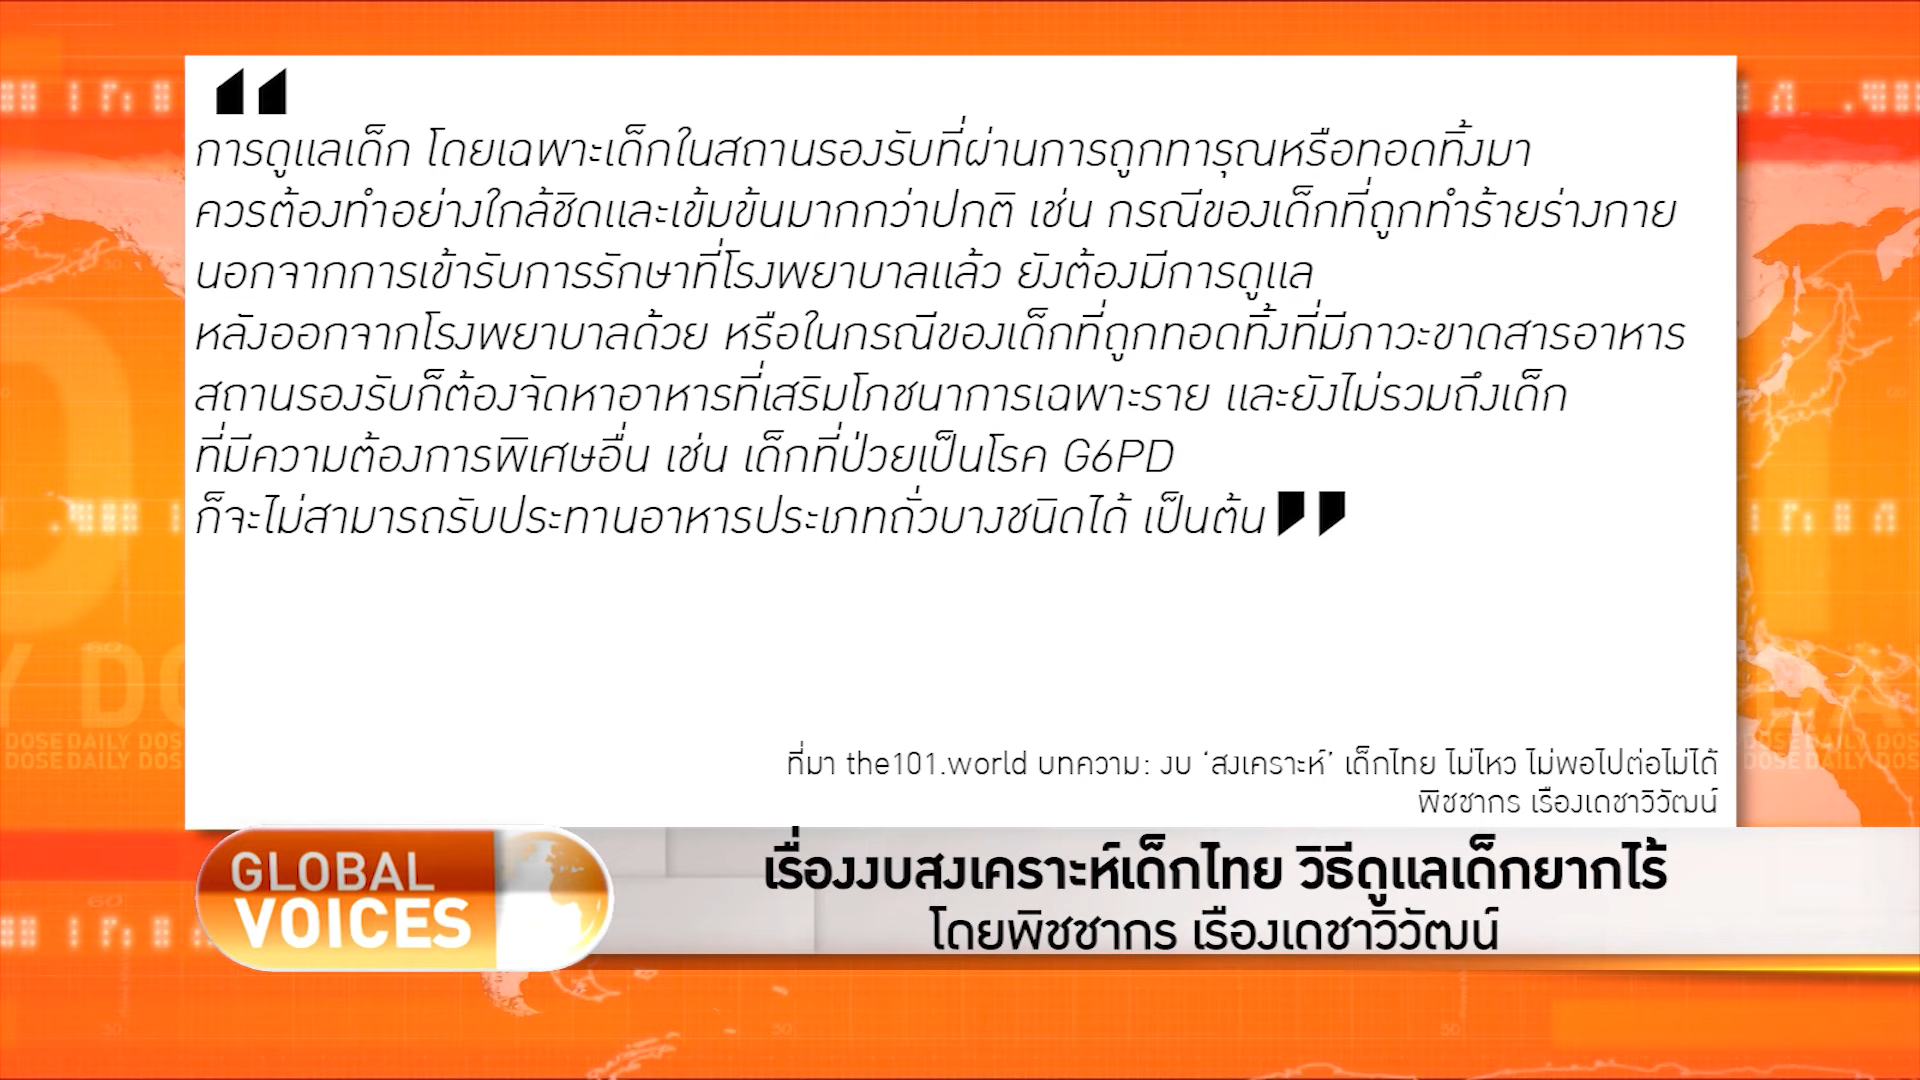 “
การดูแลเด็ก โดยเฉพาะเด็กในสถานรองรับที่ผ่านการถูกทารุณหรือทอดทิ้งมา
ควรต้องทำอย่างใกล้ชิดและเข้มข้นมากกว่าปกติ เช่น กรณีของเด็กที่ถูกทำร้ายร่างกาย
นอกจากการเข้ารับการรักษาที่โรงพยาบาลแล้ว ยังต้องมีการดูแล
หลังออกจากโรงพยาบาลด้วย หรือในกรณีของเด็กที่ถูกทอดทิ้งที่มีภาวะขาดสารอาหาร
สถานรองรับก็ต้องจัดหาอาหารที่เสริมโภชนาการเฉพาะราย และยังไม่รวมถึงเด็ก
ที่มีความต้องการพิเศษอื่น เช่น เด็กที่ป่วยเป็นโรค G6PD
ก็จะไม่สามารถรับประทานอาหารประเภทถั่วบางชนิดได้ เป็นต้น”
ที่มา the101.world บทความ: งบ ‘สงเคราะห์’ เด็กไทย ไม่ไหว ไม่พอไปต่อไม่ได้
พิชชากร เรืองเดชาวิวัฒน์
GLOBAL
VOICES
เรื่องงบสงเคราะห์เด็กไทย วิธีดูแลเด็กยากไร้
โดยพิชชากร เรืองเดชาวิวัฒน์
Y DO
DOSE DAILY DOS
DOSE DAILY DOS